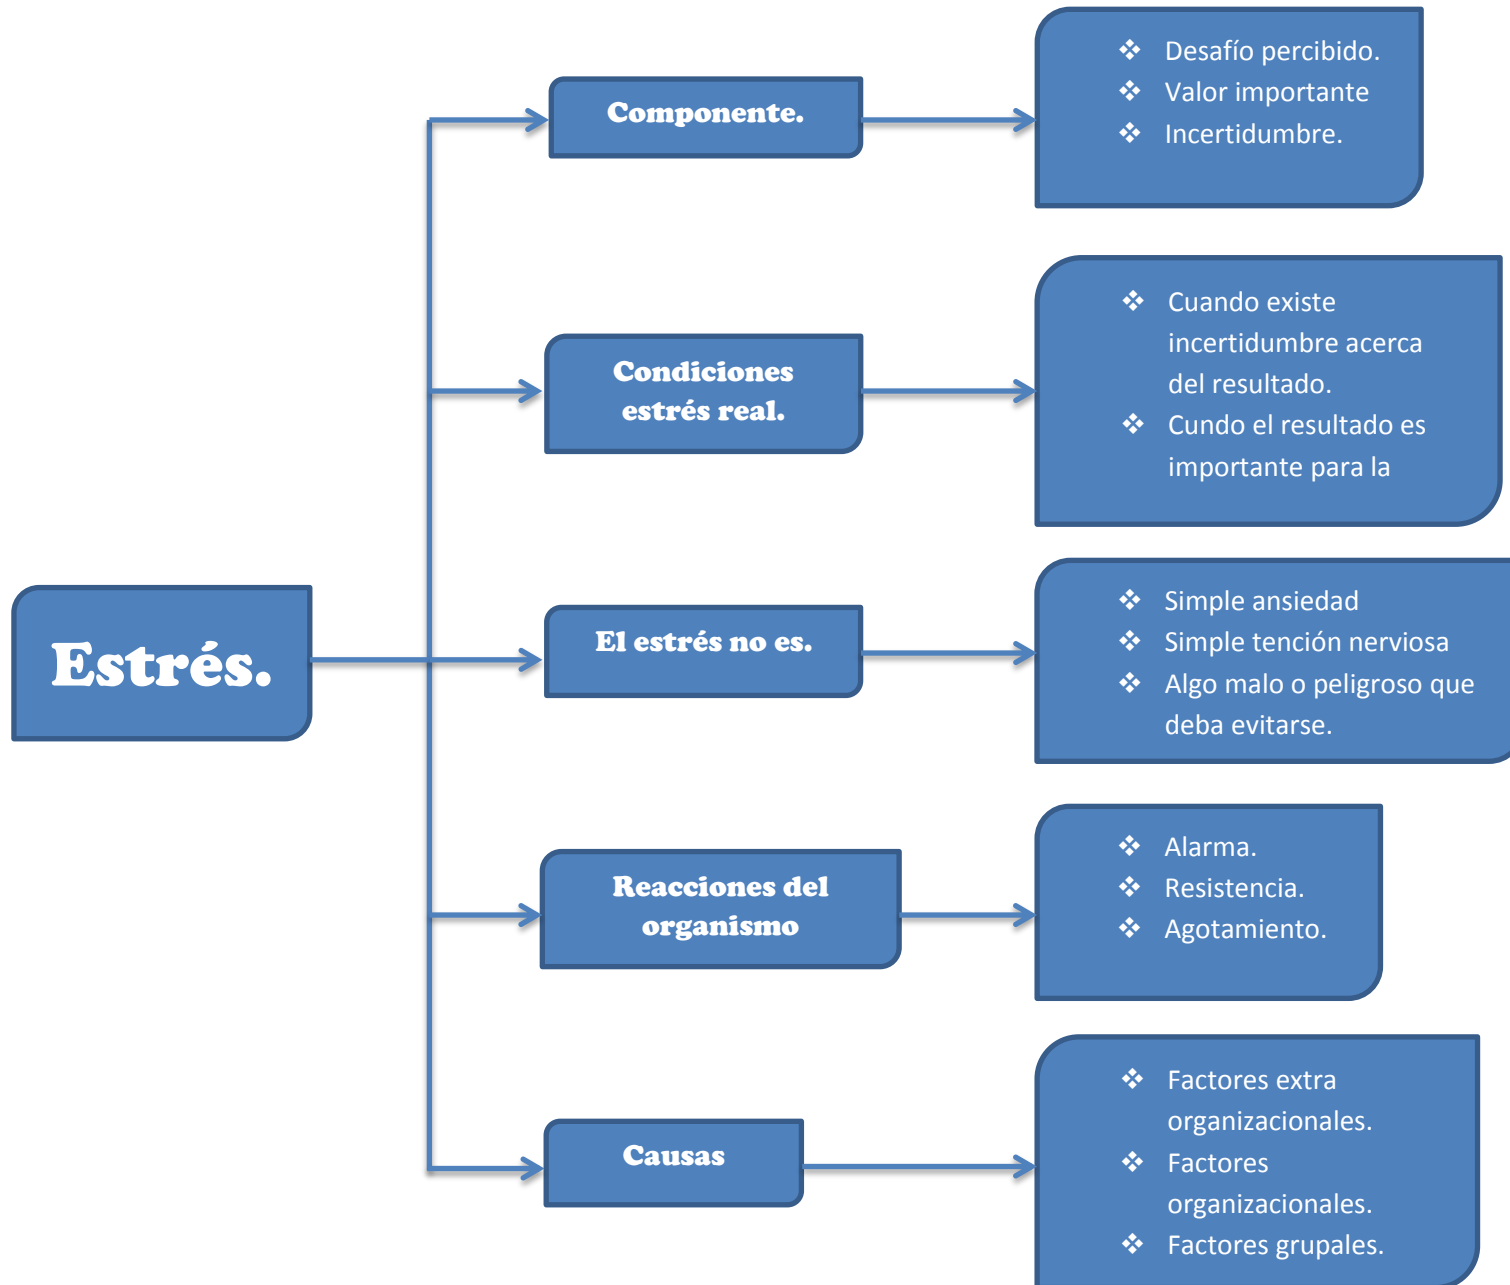 Componente.
❖ Desafío percibido.
❖ Valor importante
❖ Incertidumbre.
Condiciones
estrés real.
❖ Cuando existe
incertidumbre acerca
del resultado.
❖ Cundo el resultado es
importante para la
Estrés.
El estrés no es.
❖ Simple ansiedad
❖ Simple tención nerviosa
❖ Algo malo o peligroso que
deba evitarse.
Reacciones del
organismo
❖ Alarma.
❖ Resistencia.
❖ Agotamiento.
Causas
❖ Factores extra
organizacionales.
❖ Factores
organizacionales.
❖ Factores grupales.